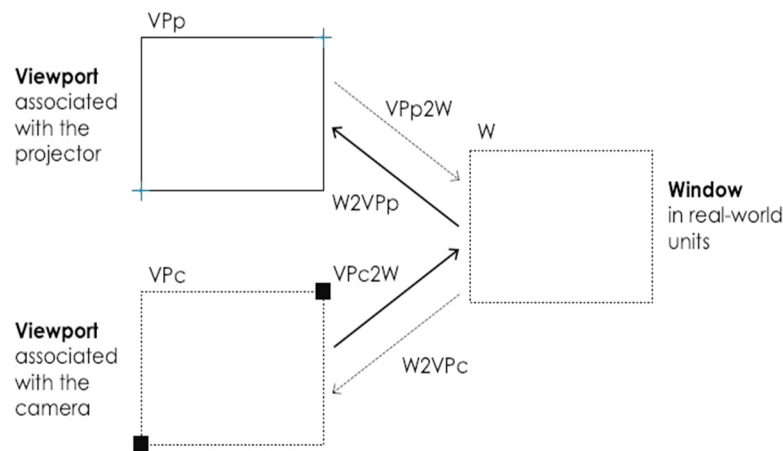 VPp
Viewport
associated
with the
projector
VPp2W
W
W2VPp
Window
in real-world
units
VPc
VPc2W
Viewport
associated
with the
camera
W2VPc